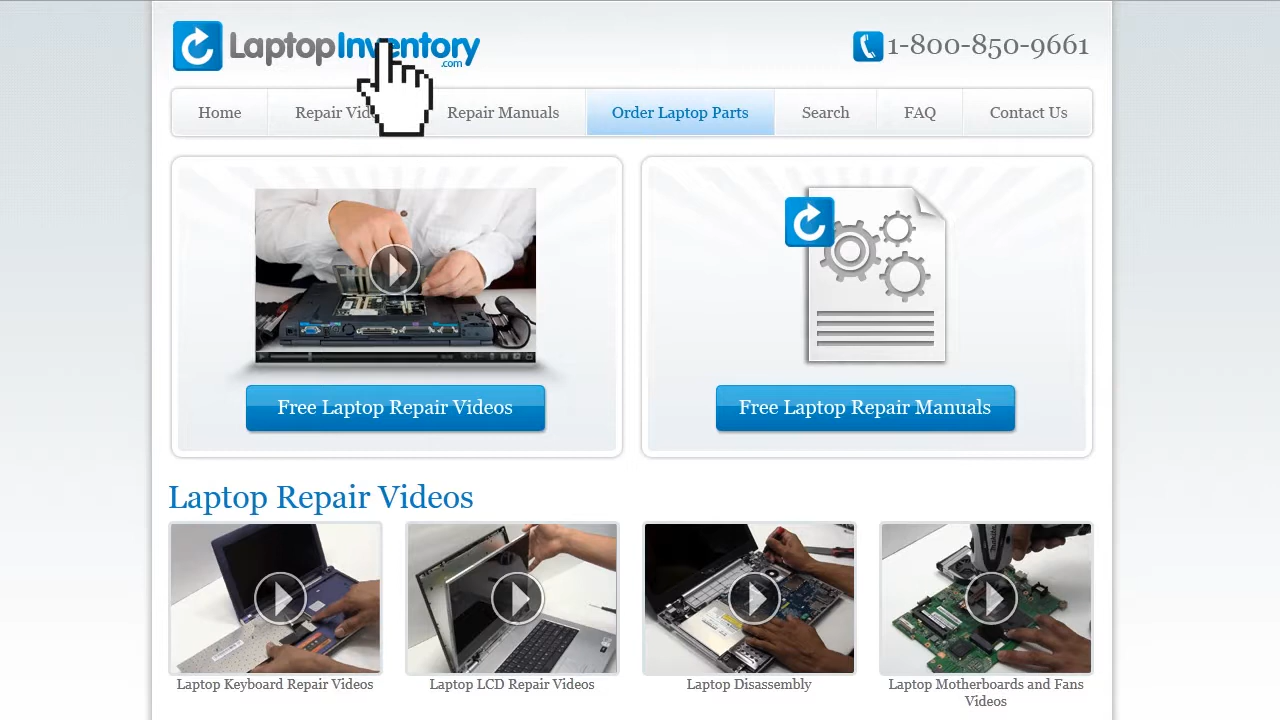 LaptopInventory
.com
1-800-850-9661
Home
Repair Vid
Repair Manuals
Order Laptop Parts
Search
FAQ
Contact Us
Free Laptop Repair Videos
Free Laptop Repair Manuals
Laptop Repair Videos
Laptop Keyboard Repair Videos
Laptop LCD Repair Videos
Laptop Disassembly
Laptop Motherboards and Fans
Videos